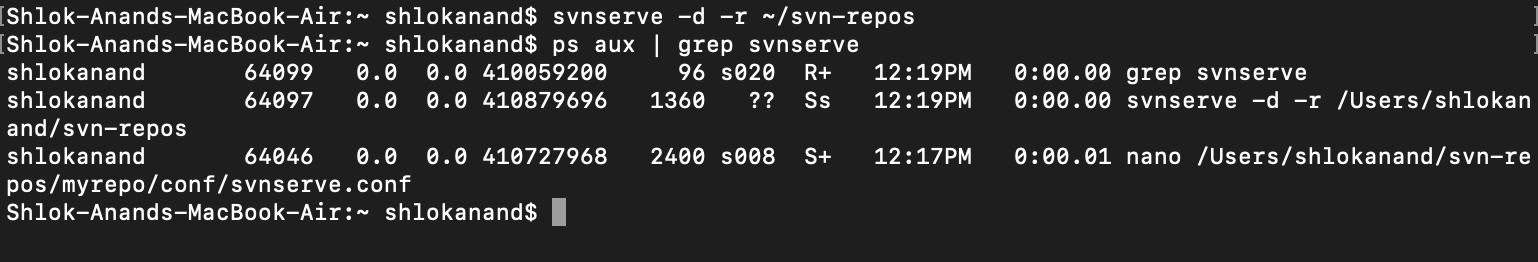 [Shlok-Anands-MacBook-Air:~ shlokanand$ svnserve -d -r ~/svn-repos ]
[Shlok-Anands-MacBook-Air:~ shlokanand$ ps aux | grep svnserve ]
shlokanand       64099   0.0  0.0 410059200     96 s020  R+   12:19PM   0:00.00 grep svnserve
shlokanand       64097   0.0  0.0 410879696   1360   ??  Ss   12:19PM   0:00.00 svnserve -d -r /Users/shlokan
and/svn-repos
shlokanand       64046   0.0  0.0 410727968   2400 s008  S+   12:17PM   0:00.01 nano /Users/shlokanand/svn-re
pos/myrepo/conf/svnserve.conf
Shlok-Anands-MacBook-Air:~ shlokanand$